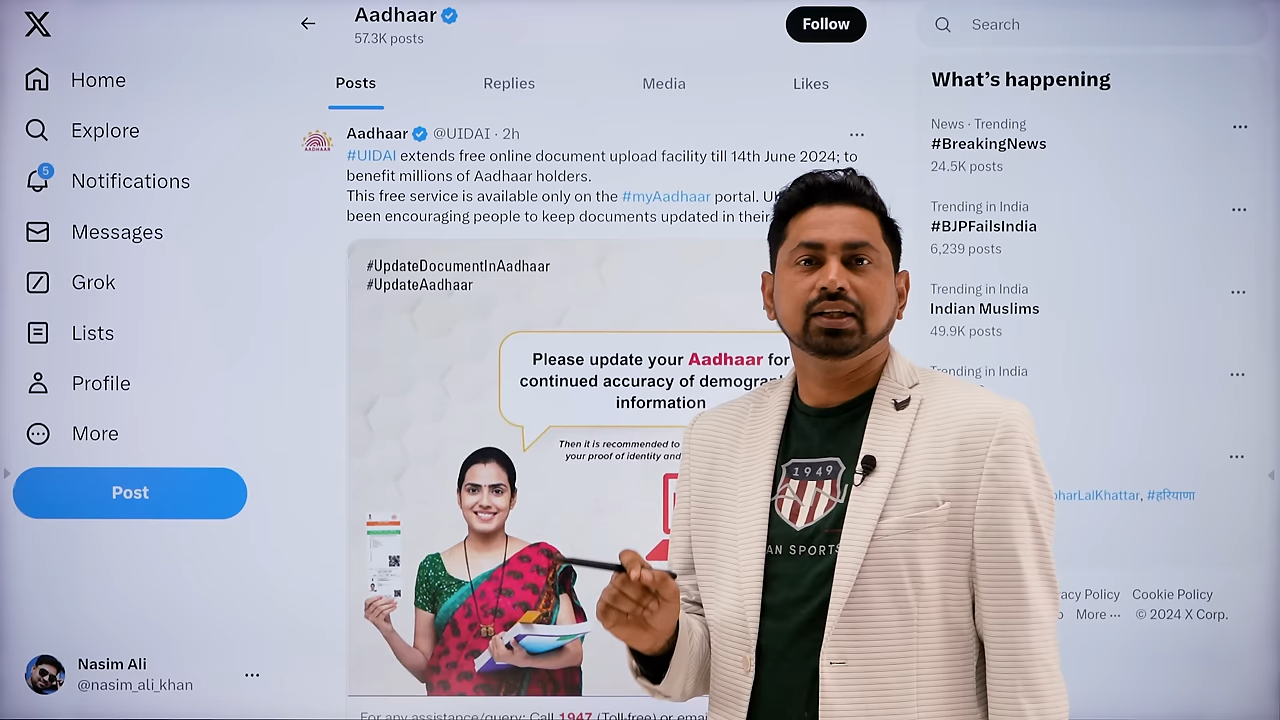 Home
Explore
5
Notifications
Messages
Grok
Lists
Profile
More
Post
Nasim Ali
@nasim_ali_khan
Aadhaar
57.3K posts
Follow
Posts
Replies
Media
Likes
Aadhaar @UIDAI · 2h
#UIDAI extends free online document upload facility till 14th June 2024; to
benefit millions of Aadhaar holders.
This free service is available only on the #myAadhaar portal.
been encouraging people to keep documents updated in their
#UpdateDocumentInAadhaar
#UpdateAadhaar
Please update your Aadhaar for
continued accuracy of
information
Then it is recommended to
your proof of identity and
AADHAAR
For any assistance/query: Call 1947 (Toll-free) or
1949
SPORTS
Search
What's happening
News · Trending
#BreakingNews
24.5K posts
Trending in India
#BJPFailsIndia
6,239 posts
Trending in India
Indian Muslims
49.9K posts
Trending in India
#हरियाणा
Policy Cookie Policy
More ··· © 2024 X Corp.